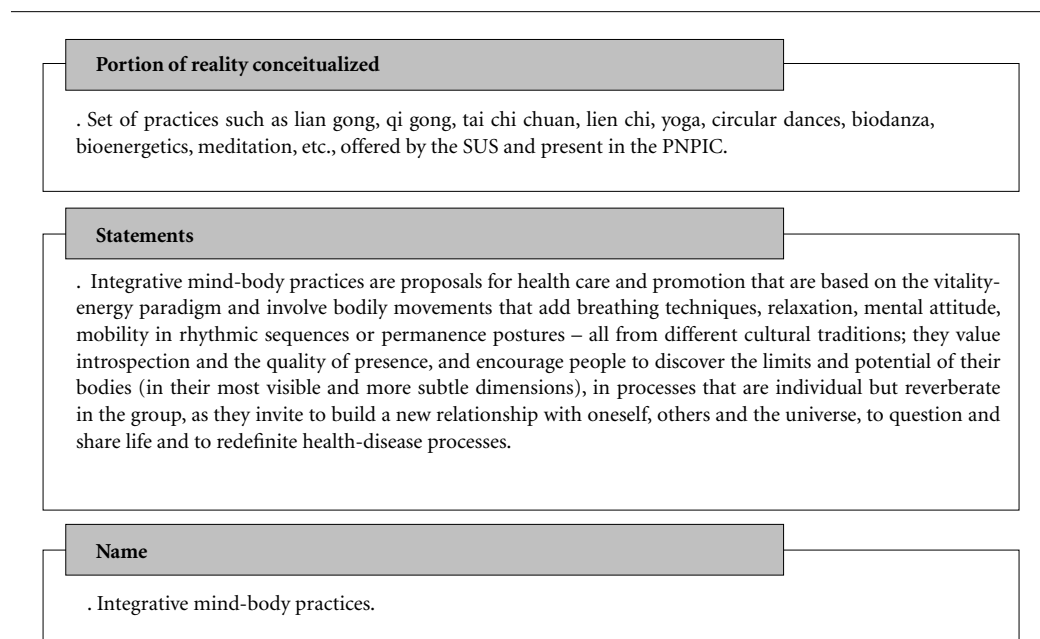 Portion of reality conceitualized
. Set of practices such as lian gong, qi gong, tai chi chuan, lien chi, yoga, circular dances, biodanza,
bioenergetics, meditation, etc., offered by the SUS and present in the PNPIC.
Statements
. Integrative mind-body practices are proposals for health care and promotion that are based on the vitality-
energy paradigm and involve bodily movements that add breathing techniques, relaxation, mental attitude,
mobility in rhythmic sequences or permanence postures – all from different cultural traditions; they value
introspection and the quality of presence, and encourage people to discover the limits and potential of their
bodies (in their most visible and more subtle dimensions), in processes that are individual but reverberate
in the group, as they invite to build a new relationship with oneself, others and the universe, to question and
share life and to redefinite health-disease processes.
Name
. Integrative mind-body practices.